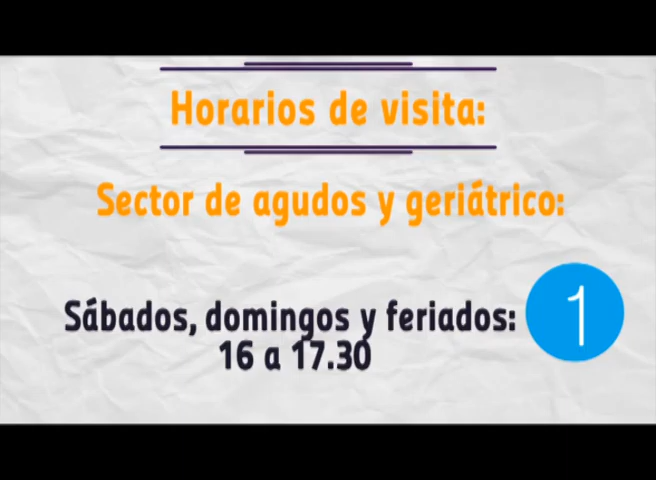 Horarios de visita:
Sector de agudos y geriátrico:
Sábados, domingos y feriados:
16 a 17.30
1